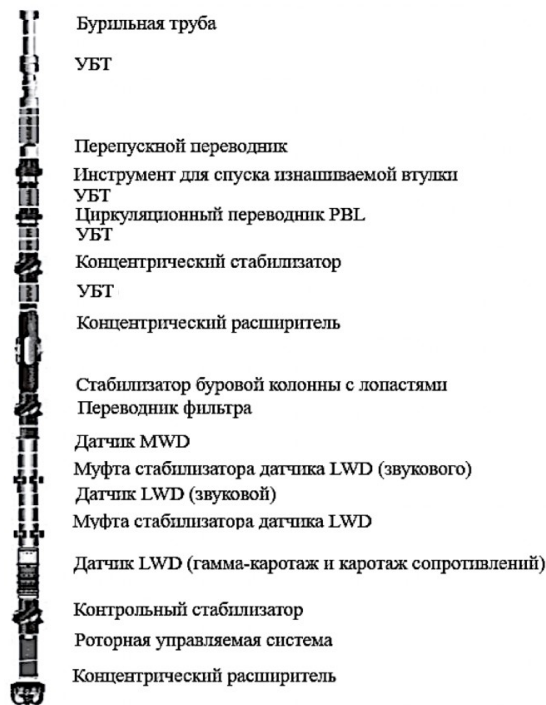 Бурильная труба
УБТ
Перепускной переводник
Инструмент для спуска изнашиваемой втулки
УБТ
Циркуляционный переводник PBL
УБТ
Концентрический стабилизатор
УБТ
Концентрический расширитель
Стабилизатор буровой колонны с лопастями
Переводник фильтра
Датчик MWD
Муфта стабилизатора датчика LWD (звукового)
Датчик LWD (звуковой)
Муфта стабилизатора датчика LWD
Датчик LWD (гамма-каротаж и каротаж сопротивлений)
Контрольный стабилизатор
Роторная управляемая система
Концентрический расширитель